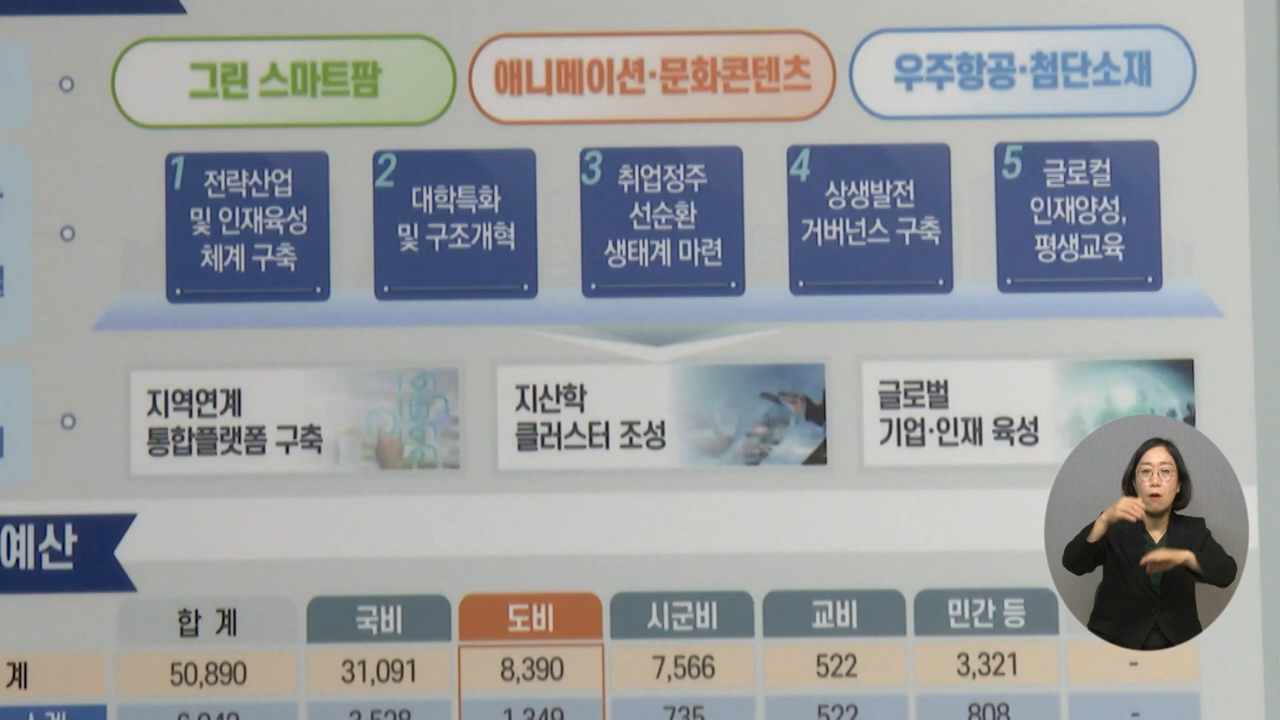 그린 스마트팜
애니메이션·문화콘텐츠
우주항공·첨단소재
1
전략산업
및 인재육성
체계 구축
2
대학특화
및 구조개혁
3
취업정주
선순환
생태계 마련
4
상생발전
거버넌스 구축
5
글로컬
인재양성,
평생교육
지역연계
통합플랫폼 구축
지산학
클러스터 조성
글로벌
기업·인재 육성
예산
합 계 국비 도비 시군비 교비 민간 등
계 50,890 31,091 8,390 7,566 522 3,321 -
735 522 808 -